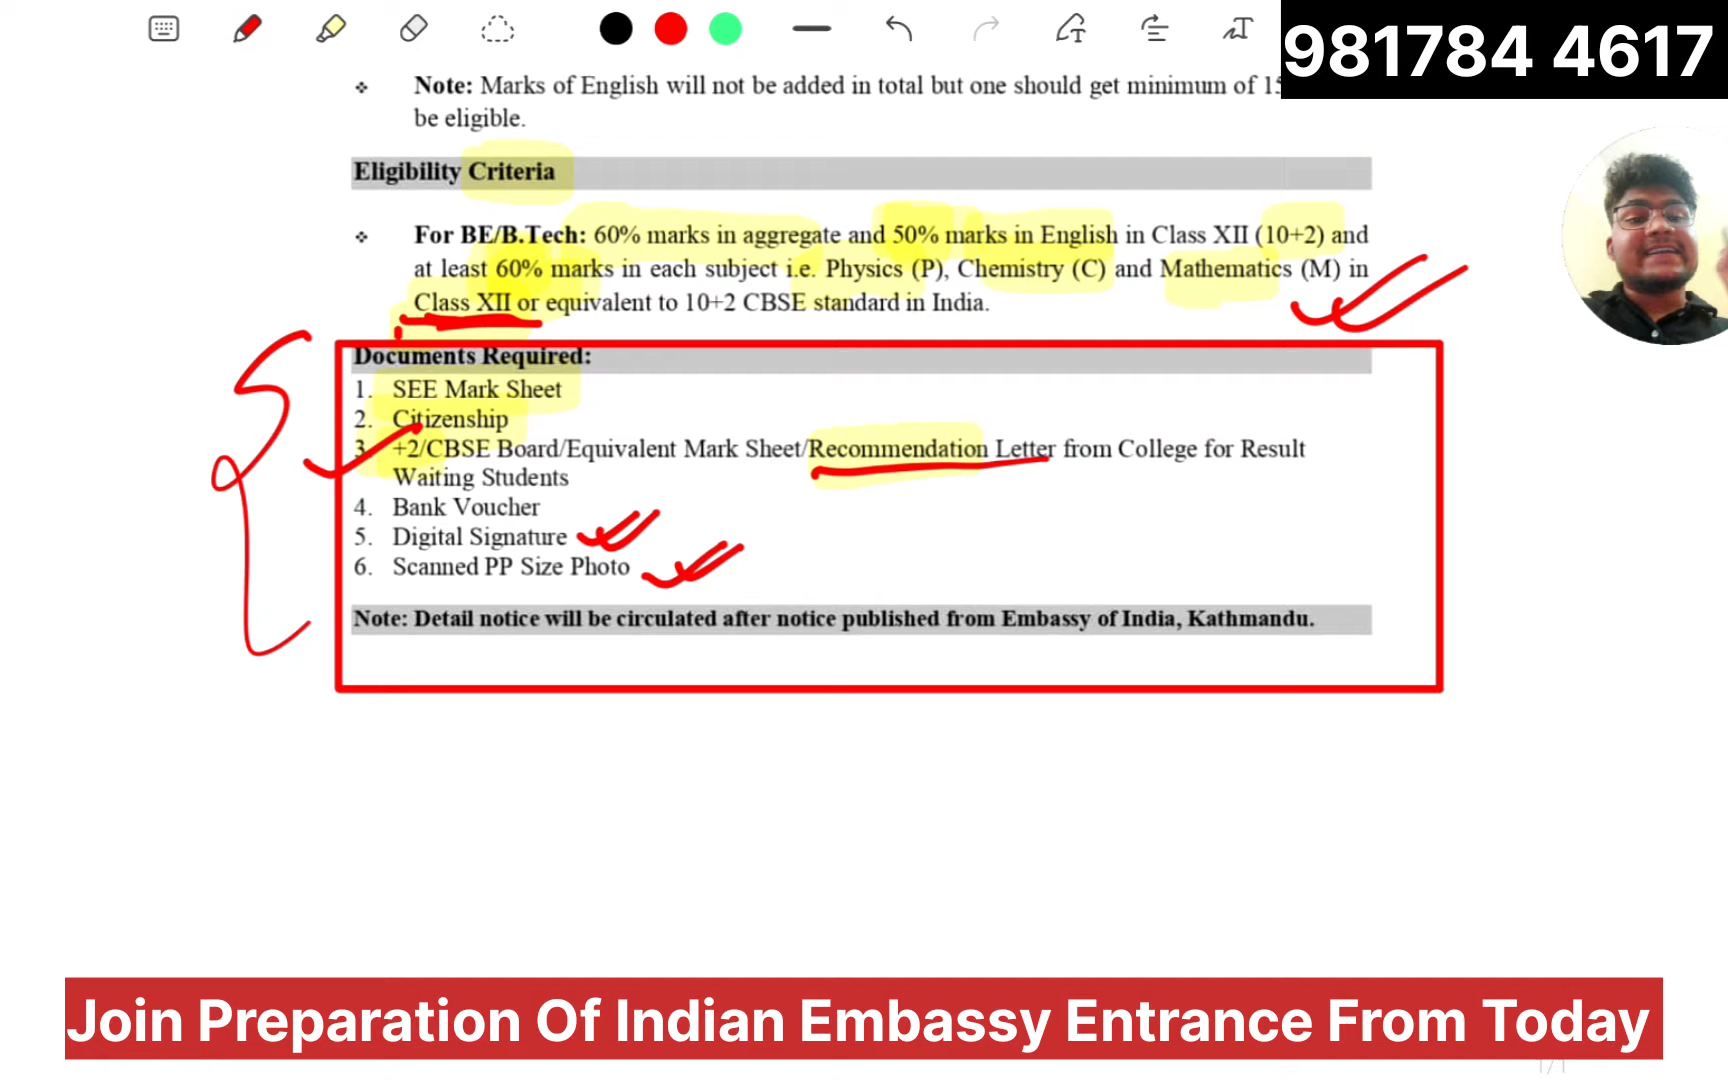 981784 4617
❖ Note: Marks of English will not be added in total but one should get minimum of
be eligible.
Eligibility Criteria
❖ For BE/B.Tech: 60% marks in aggregate and 50% marks in English in Class XII (10+2) and
at least 60% marks in each subject i.e. Physics (P), Chemistry (C) and Mathematics (M) in
Class XII or equivalent to 10+2 CBSE standard in India.
Documents Required:
1. SEE Mark Sheet
2. Citizenship
3. +2/CBSE Board/Equivalent Mark Sheet/Recommendation Letter from College for Result
Waiting Students
4. Bank Voucher
5. Digital Signature
6. Scanned PP Size Photo
Note: Detail notice will be circulated after notice published from Embassy of India, Kathmandu.
Join Preparation Of Indian Embassy Entrance From Today